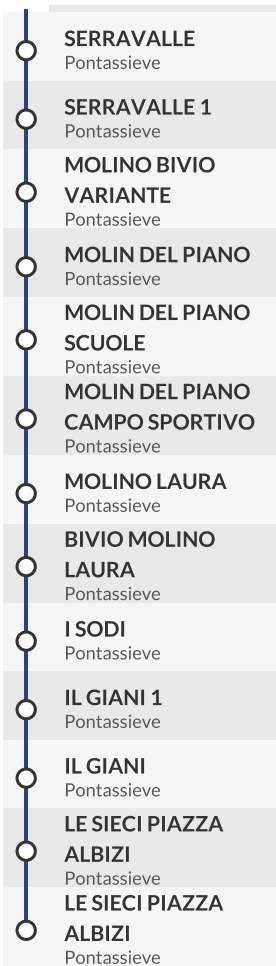 SERRAVALLE
Pontassieve
SERRAVALLE 1
Pontassieve
MOLINO BIVIO
VARIANTE
Pontassieve
MOLIN DEL PIANO
Pontassieve
MOLIN DEL PIANO
SCUOLE
Pontassieve
MOLIN DEL PIANO
CAMPO SPORTIVO
Pontassieve
MOLINO LAURA
Pontassieve
BIVIO MOLINO
LAURA
Pontassieve
I SODI
Pontassieve
IL GIANI 1
Pontassieve
IL GIANI
Pontassieve
LE SIECI PIAZZA
ALBIZI
Pontassieve
LE SIECI PIAZZA
ALBIZI
Pontassieve